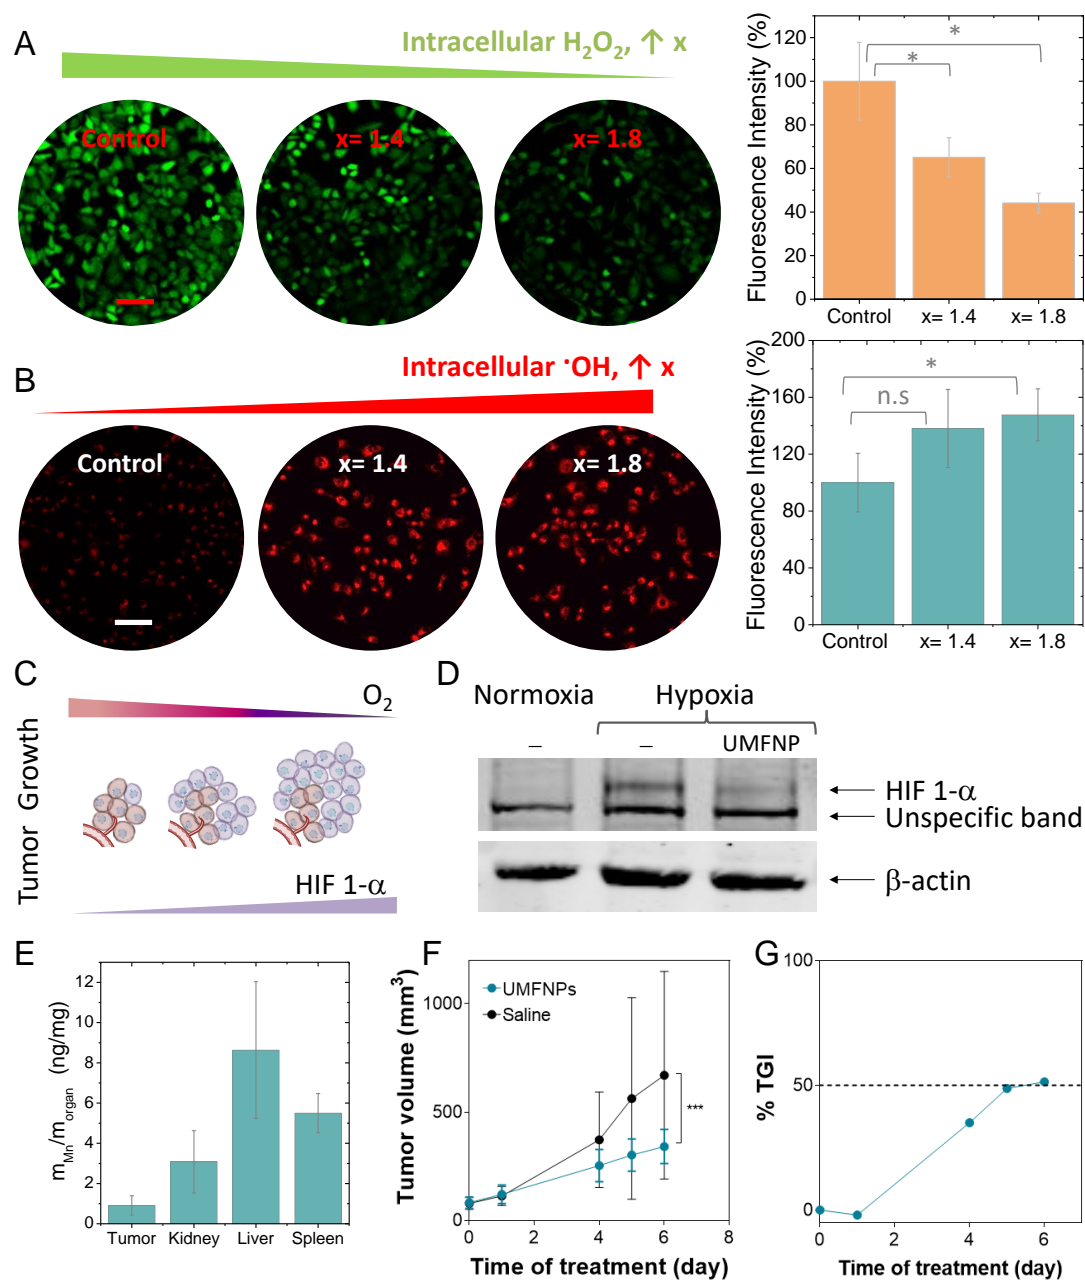 A
Intracellular H₂O₂, ↑ x
Control
x= 1.4
x= 1.8
Fluorescence Intensity (%)
120
100
80
60
40
20
0
*
*
Control
x= 1.4
x= 1.8
B
Intracellular ·OH, ↑ x
Control
x= 1.4
x= 1.8
Fluorescence Intensity (%)
200
160
120
80
40
0
*
n.s
Control
x= 1.4
x= 1.8
C
Tumor Growth
O₂
HIF 1-α
D
Normoxia
Hypoxia
–
–
UMFNP
HIF 1-α
Unspecific band
β-actin
E
m_Mn/m_organ (ng/mg)
12
10
8
6
4
2
0
Tumor
Kidney
Liver
Spleen
F
Tumor volume (mm³)
1000
500
0
UMFNPs
Saline
***
0
2
4
6
8
Time of treatment (day)
G
% TGI
100
50
0
0
2
4
6
Time of treatment (day)